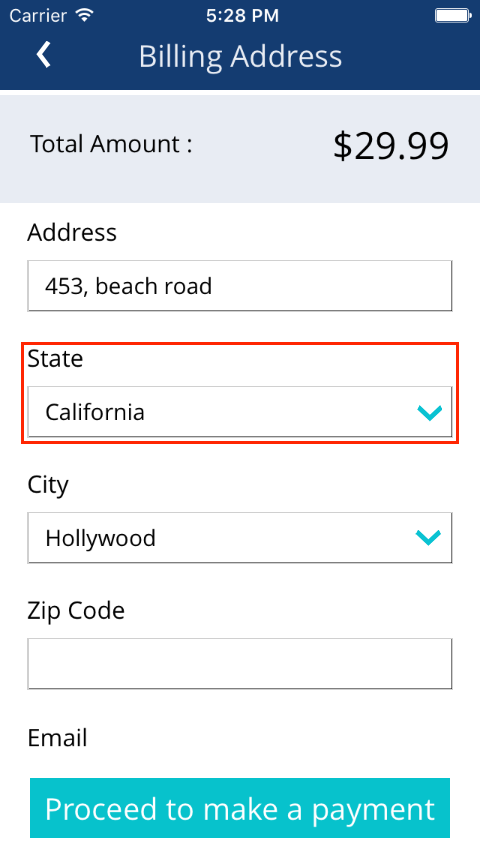 Carrier 5:28 PM
Billing Address
Total Amount : $29.99
Address
453, beach road
State
California
City
Hollywood
Zip Code
Email
Proceed to make a payment